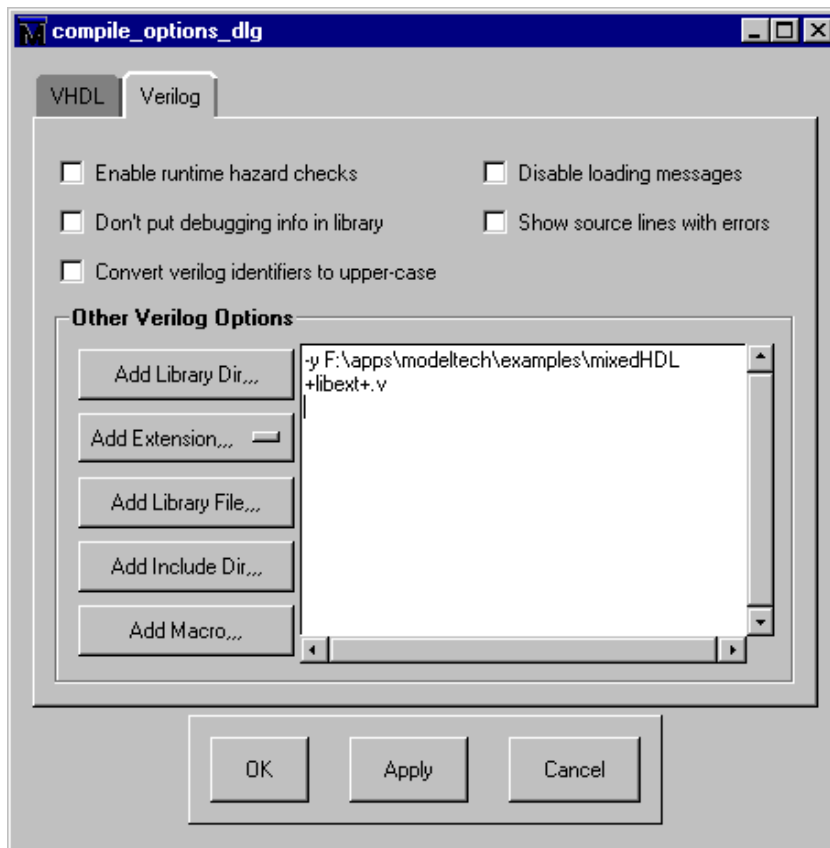 compile_options_dlg
VHDL Verilog
Enable runtime hazard checks Disable loading messages
Don't put debugging info in library Show source lines with errors
Convert verilog identifiers to upper-case
Other Verilog Options
Add Library Dir,,,
Add Extension,,,
Add Library File,,,
Add Include Dir,,,
Add Macro,,,
-y F:\apps\modeltech\examples\mixedHDL
+libext+.v
OK Apply Cancel